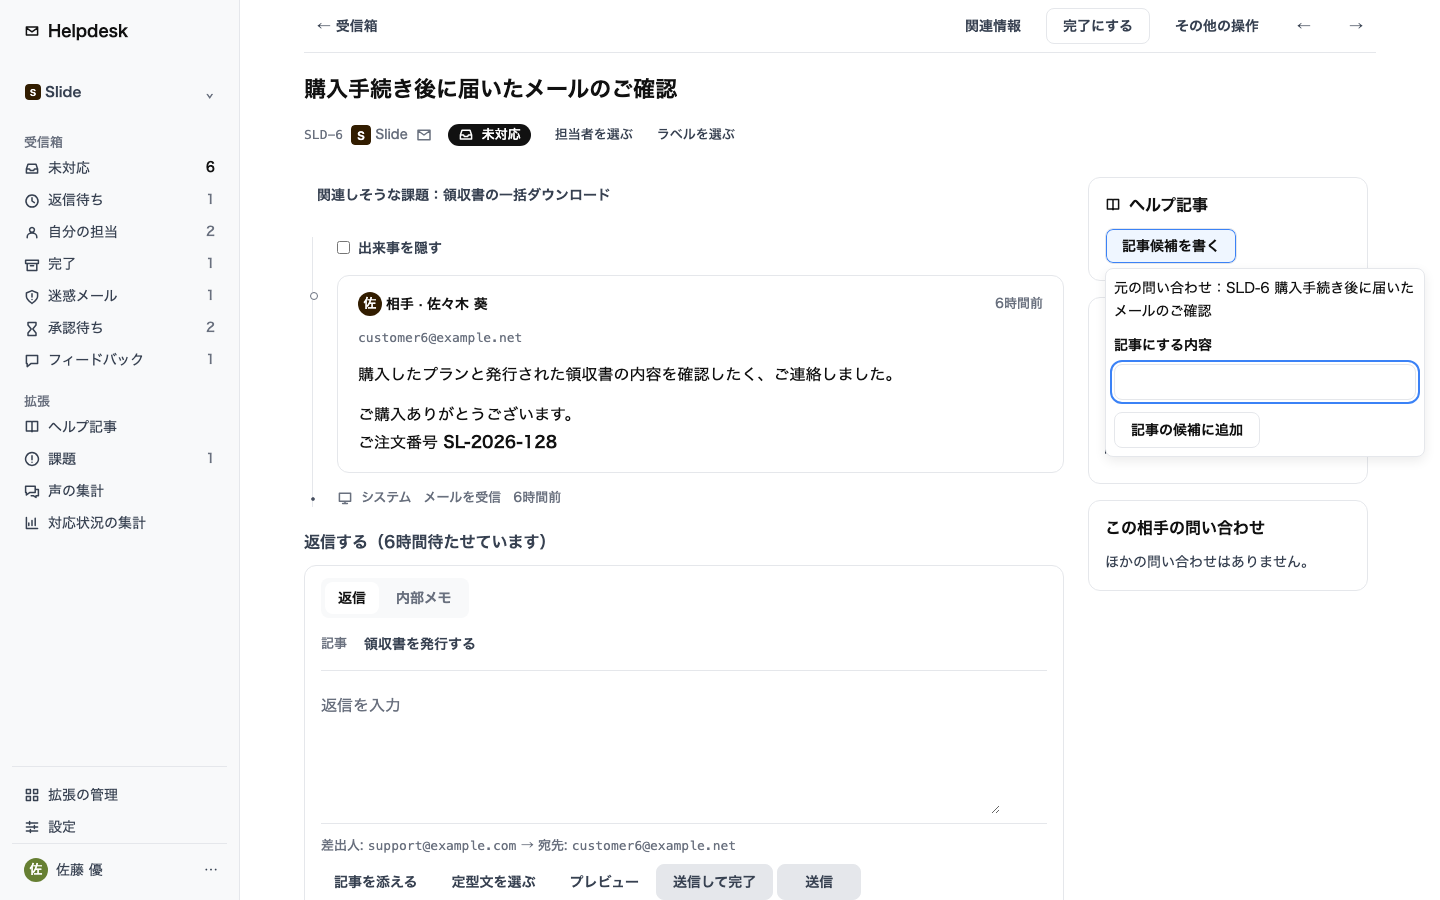 Helpdesk
S Slide
受信箱
未対応 6
返信待ち 1
自分の担当 2
完了 1
迷惑メール 1
承認待ち 2
フィードバック 1
拡張
ヘルプ記事
課題 1
声の集計
対応状況の集計
拡張の管理
設定
佐 佐藤 優 …
← 受信箱
関連情報 完了にする その他の操作 ← →
購入手続き後に届いたメールのご確認
SLD-6 S Slide 未対応 担当者を選ぶ ラベルを選ぶ
関連しそうな課題：領収書の一括ダウンロード
出来事を隠す
佐 相手 · 佐々木 葵 6時間前
customer6@example.net
購入したプランと発行された領収書の内容を確認したく、ご連絡しました。
ご購入ありがとうございます。
ご注文番号 SL-2026-128
システム メールを受信 6時間前
返信する（6時間待たせています）
返信 内部メモ
記事 領収書を発行する
返信を入力
差出人: support@example.com → 宛先: customer6@example.net
記事を添える 定型文を選ぶ プレビュー 送信して完了 送信
ヘルプ記事
記事候補を書く
元の問い合わせ：SLD-6 購入手続き後に届いた
メールのご確認
記事にする内容
記事の候補に追加
この相手の問い合わせ
ほかの問い合わせはありません。